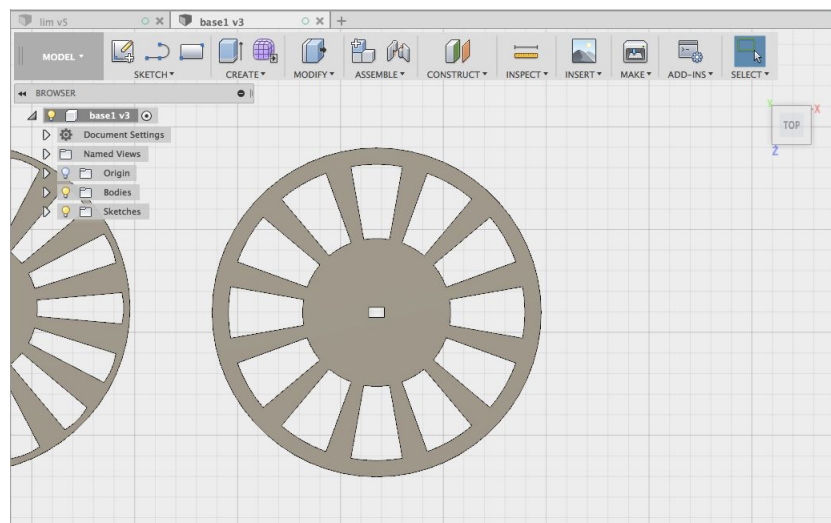 lim v5
base1 v3
MODEL
SKETCH
CREATE
MODIFY
ASSEMBLE
CONSTRUCT
INSPECT
INSERT
MAKE
ADD-INS
SELECT
BROWSER
base1 v3
Document Settings
Named Views
Origin
Bodies
Sketches
Y
X
TOP
Z